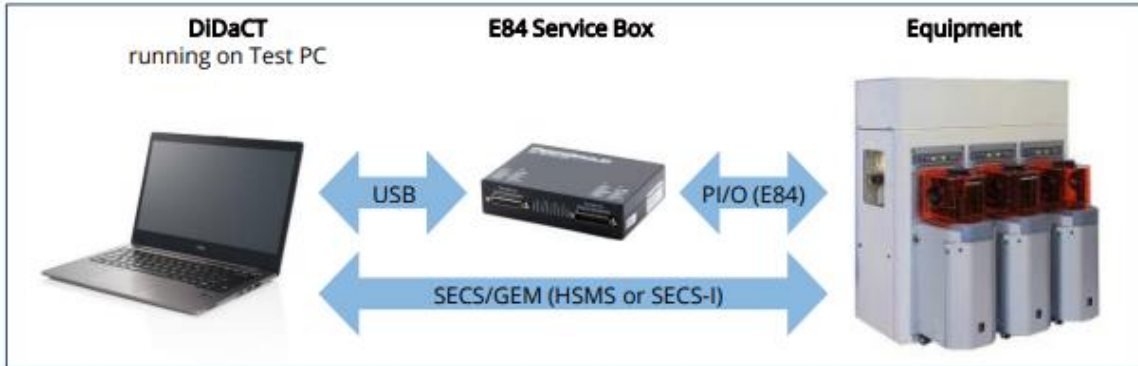 DiDaCT
running on Test PC
E84 Service Box
Equipment
USB
PI/O (E84)
SECS/GEM (HSMS or SECS-I)